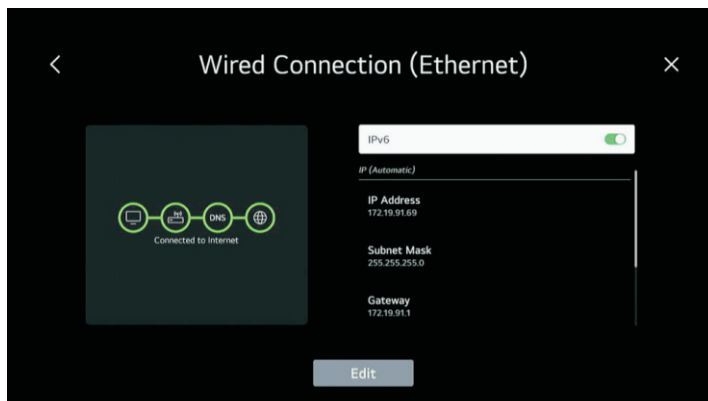 Wired Connection (Ethernet)
DNS
Connected to Internet
IPv6
IP (Automatic)
IP Address
172.19.91.69
Subnet Mask
255.255.255.0
Gateway
172.19.91.1
Edit